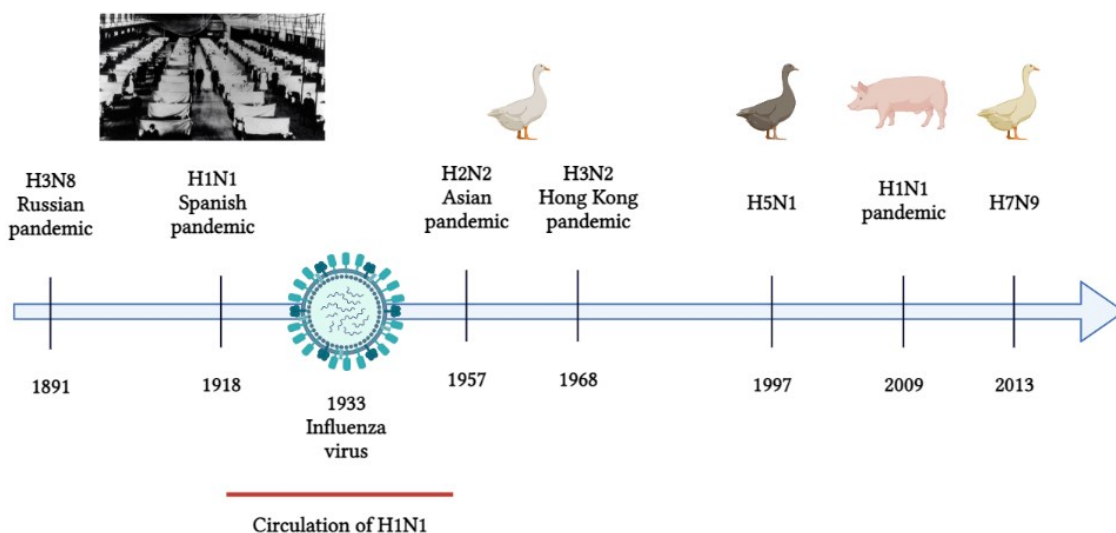 H3N8
Russian
pandemic
H1N1
Spanish
pandemic
H2N2
Asian
pandemic
H3N2
Hong Kong
pandemic
H5N1
H1N1
pandemic
H7N9
1891
1918
1933
Influenza
virus
1957
1968
1997
2009
2013
Circulation of H1N1